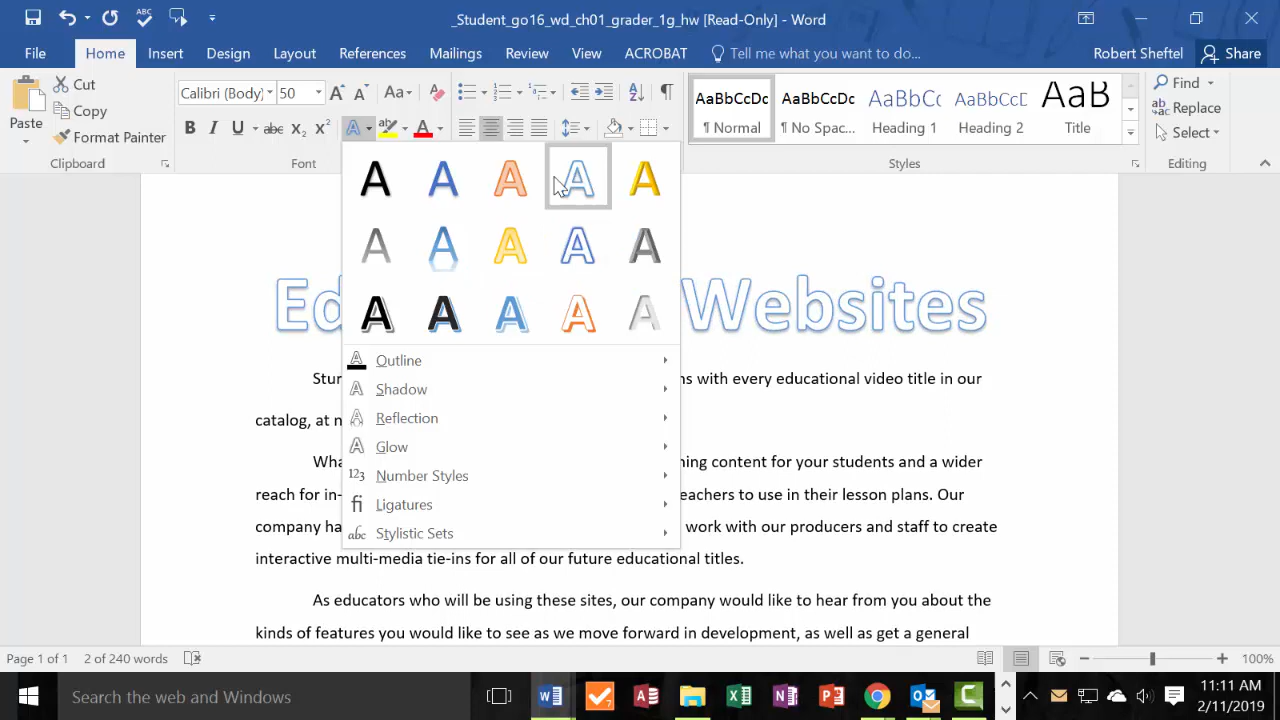 _Student_go16_wd_ch01_grader_1g_hw [Read-Only] - Word
File Home Insert Design Layout References Mailings Review View ACROBAT Tell me what you want to do... Robert Sheftel Share
Paste
Cut
Copy
Format Painter
Calibri (Body) 50
Font
AaBbCcDc
¶ Normal
AaBbCcDc
¶ No Spac...
AaBbCc
Heading 1
AaBbCcD
Heading 2
AaB
Title
Styles
Find
Replace
Select
Editing
Outline
Shadow
Reflection
Glow
Number Styles
Ligatures
Stylistic Sets
Ed Websites
with every educational video title in our
catalog, at
content for your students and a wider
reach for in- to use in their lesson plans. Our
company work with our producers and staff to create
interactive multi-media tie-ins for all of our future educational titles.
As educators who will be using these sites, our company would like to hear from you about the
kinds of features you would like to see as we move forward in development, as well as get a general
Page 1 of 1 2 of 240 words 100%
Search the web and Windows
11:11 AM
2/11/2019